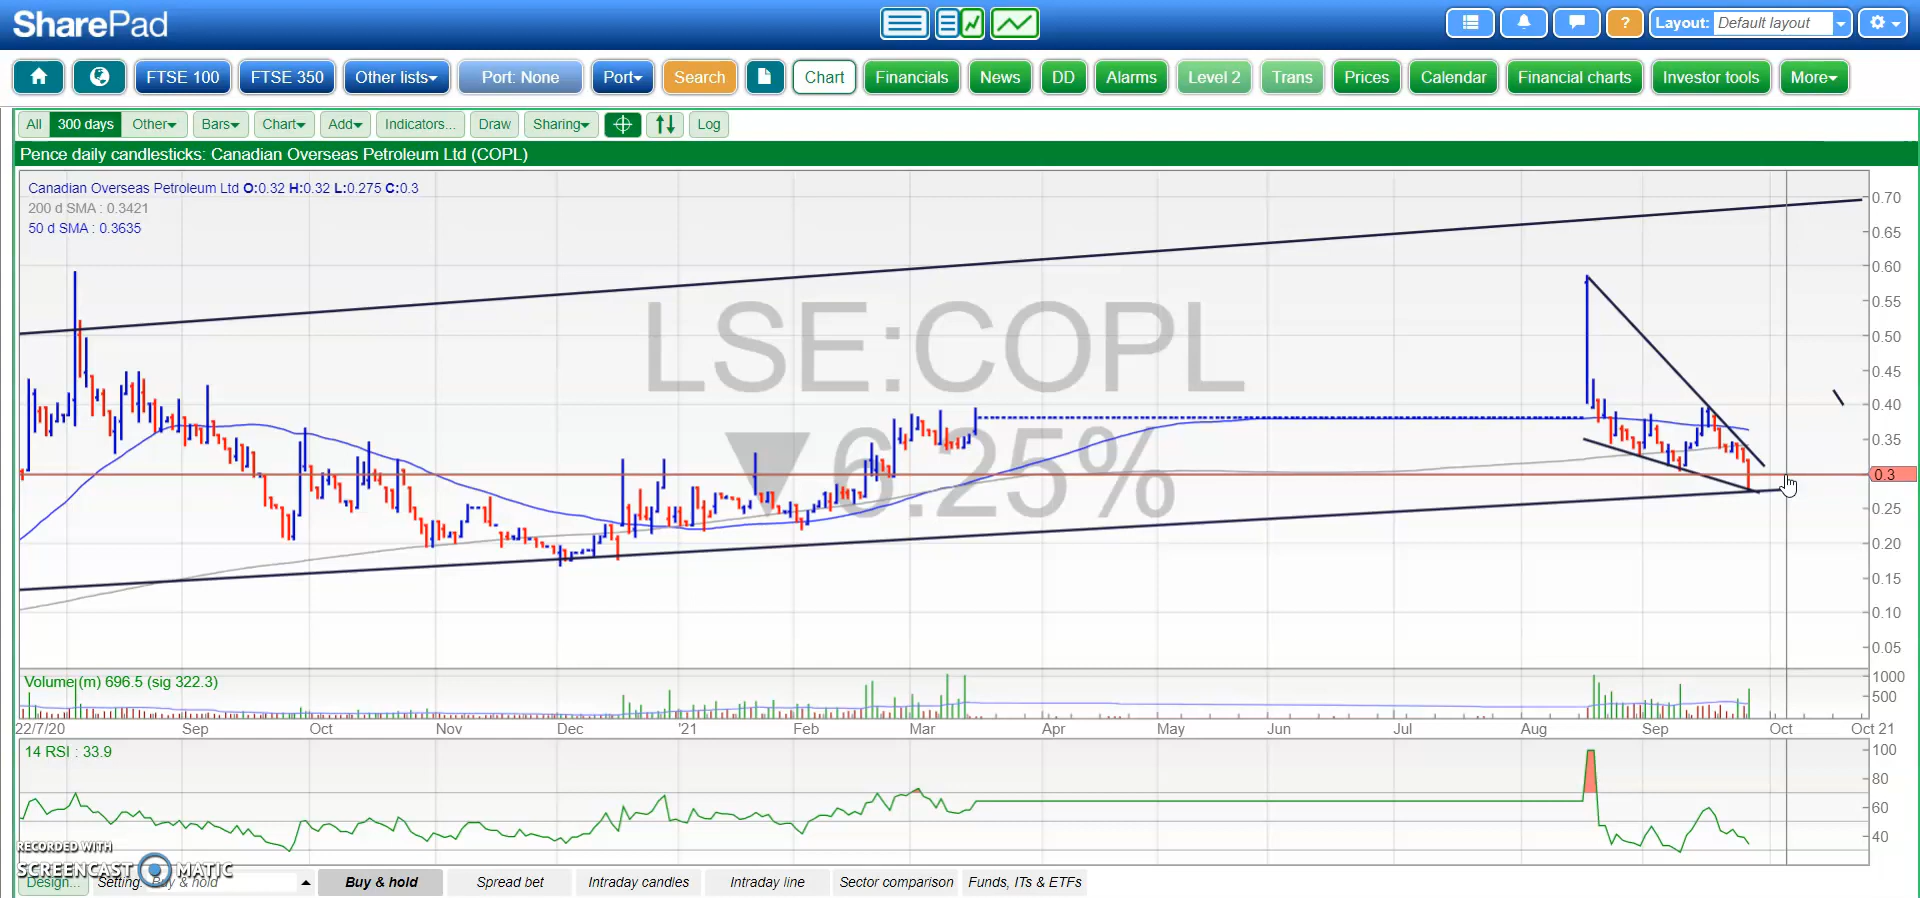 SharePad
? Layout: Default layout
FTSE 100 FTSE 350 Other lists Port: None Port Search Chart Financials News DD Alarms Level 2 Trans Prices Calendar Financial charts Investor tools More
All 300 days Other Bars Chart Add Indicators... Draw Sharing Log
Pence daily candlesticks: Canadian Overseas Petroleum Ltd (COPL)
Canadian Overseas Petroleum Ltd O:0.32 H:0.32 L:0.275 C:0.3
200 d SMA : 0.3421
50 d SMA : 0.3635
LSE:COPL
▼6.25%
0.70
0.65
0.60
0.55
0.50
0.45
0.40
0.35
0.3
0.25
0.20
0.15
0.10
0.05
Volume (m) 696.5 (sig 322.3)
1000
500
22/7/20 Sep Oct Nov Dec '21 Feb Mar Apr May Jun Jul Aug Sep Oct Oct 21
14 RSI : 33.9
100
80
60
40
RECORDED WITH
SCREENCAST MATIC
Design... Setting: Buy & hold Buy & hold Spread bet Intraday candles Intraday line Sector comparison Funds, ITs & ETFs